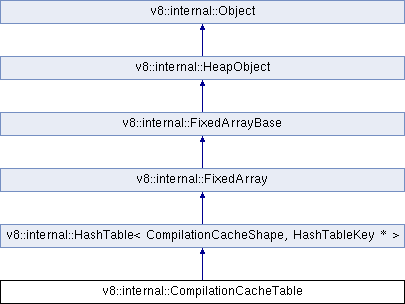 v8::internal::Object
v8::internal::HeapObject
v8::internal::FixedArrayBase
v8::internal::FixedArray
v8::internal::HashTable< CompilationCacheShape, HashTableKey * >
v8::internal::CompilationCacheTable